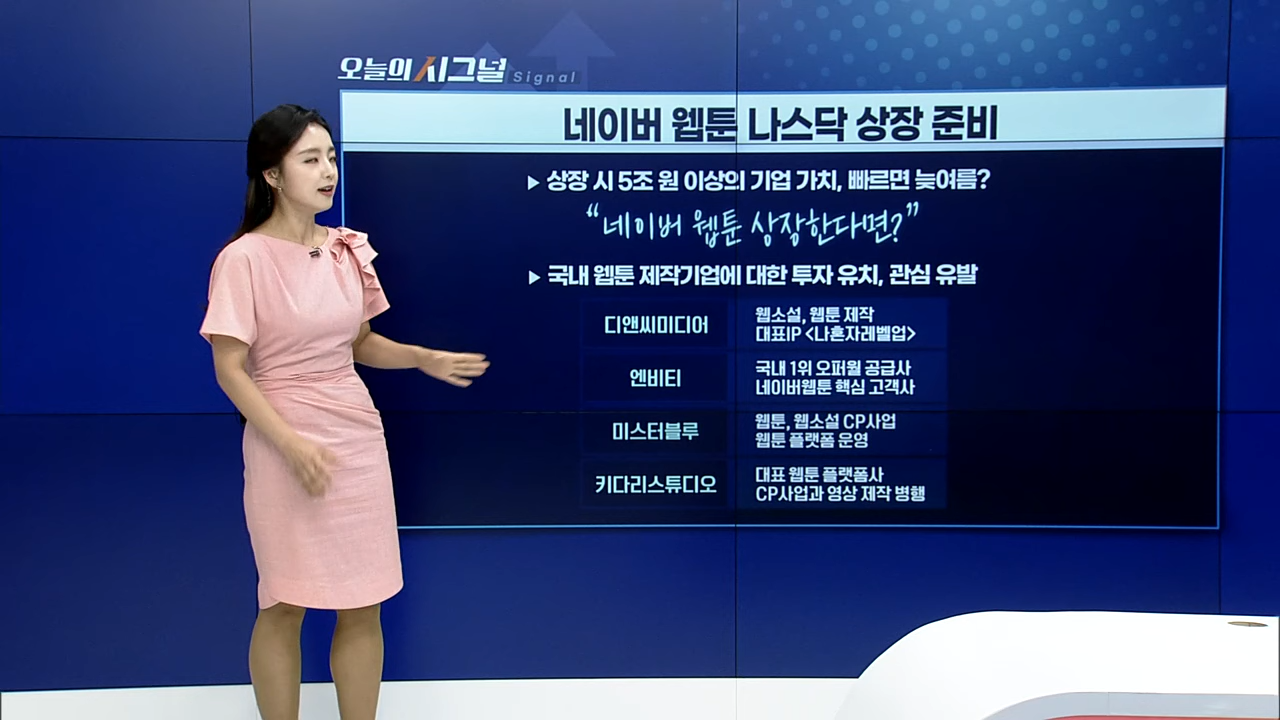 오늘의 시그널 Signal
네이버 웹툰 나스닥 상장 준비
▶ 상장 시 5조 원 이상의 기업 가치, 빠르면 늦여름?
“네이버 웹툰 상장한다면?”
▶ 국내 웹툰 제작기업에 대한 투자 유치, 관심 유발
디앤씨미디어
웹소설, 웹툰 제작
대표IP <나혼자레벨업>
엔비티
국내 1위 오퍼월 공급사
네이버웹툰 핵심 고객사
미스터블루
웹툰, 웹소설 CP사업
웹툰 플랫폼 운영
키다리스튜디오
대표 웹툰 플랫폼사
CP사업과 영상 제작 병행